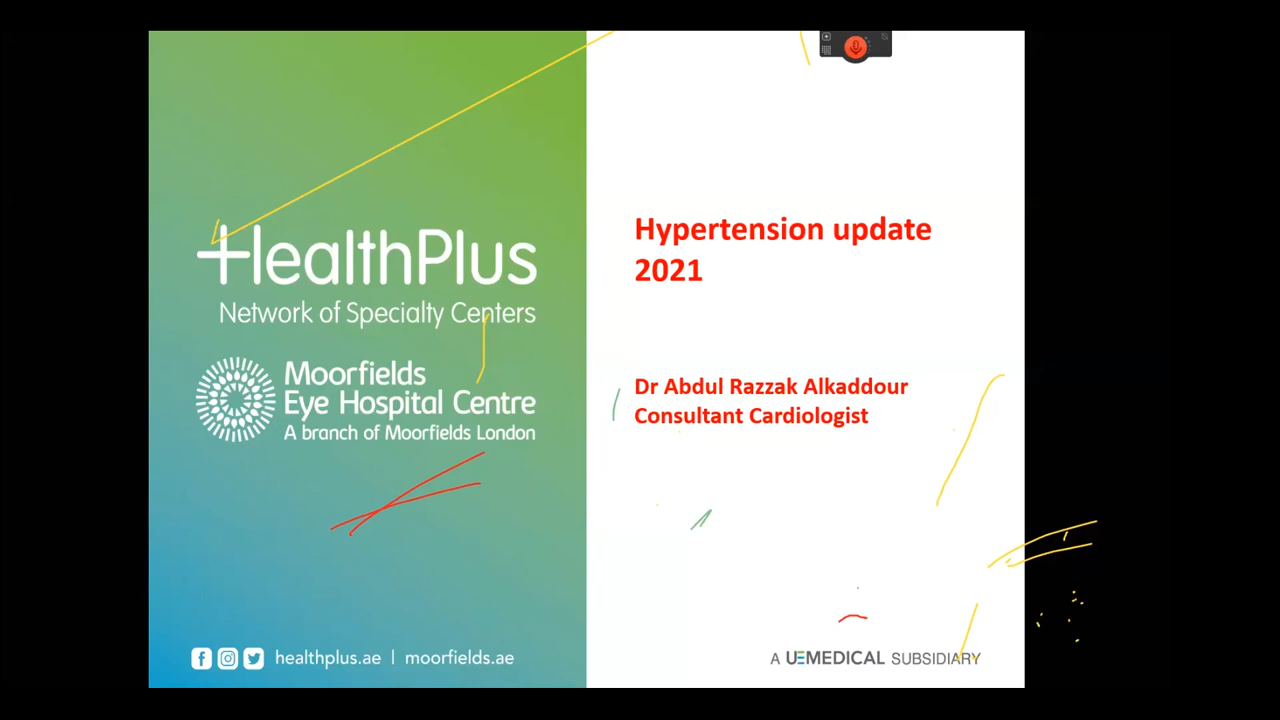 HealthPlus
Network of Specialty Centers
Moorfields
Eye Hospital Centre
A branch of Moorfields London
healthplus.ae | moorfields.ae
Hypertension update
2021
Dr Abdul Razzak Alkaddour
Consultant Cardiologist
A UEMEDICAL SUBSIDIARY